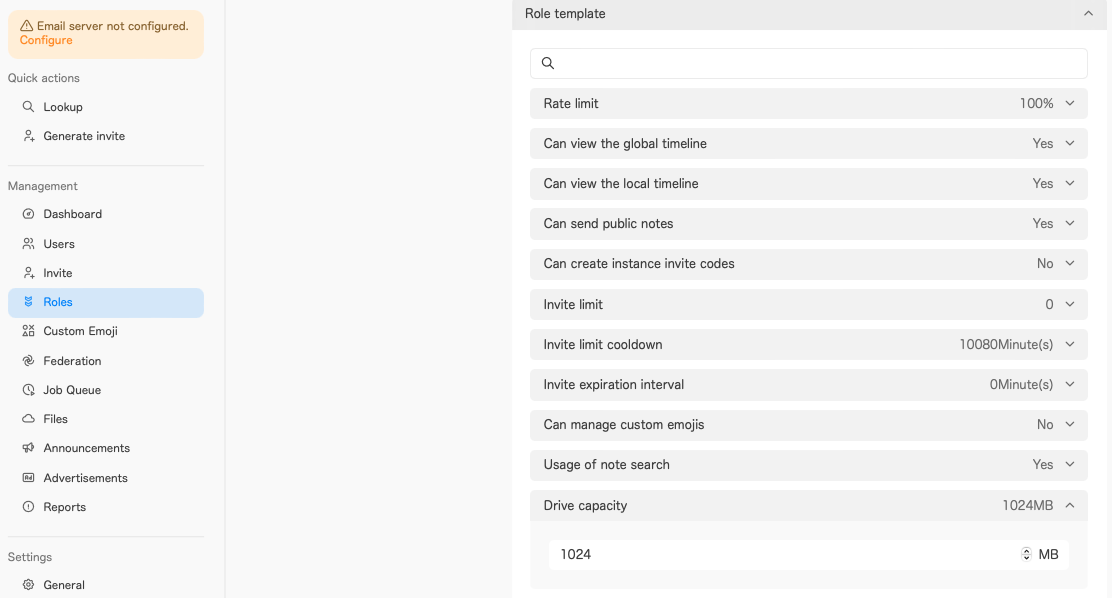 Email server not configured.
Configure
Quick actions
Lookup
Generate invite
Management
Dashboard
Users
Invite
Roles
Custom Emoji
Federation
Job Queue
Files
Announcements
Advertisements
Reports
Settings
General
Role template
Rate limit 100%
Can view the global timeline Yes
Can view the local timeline Yes
Can send public notes Yes
Can create instance invite codes No
Invite limit 0
Invite limit cooldown 10080Minute(s)
Invite expiration interval 0Minute(s)
Can manage custom emojis No
Usage of note search Yes
Drive capacity 1024MB
1024 MB